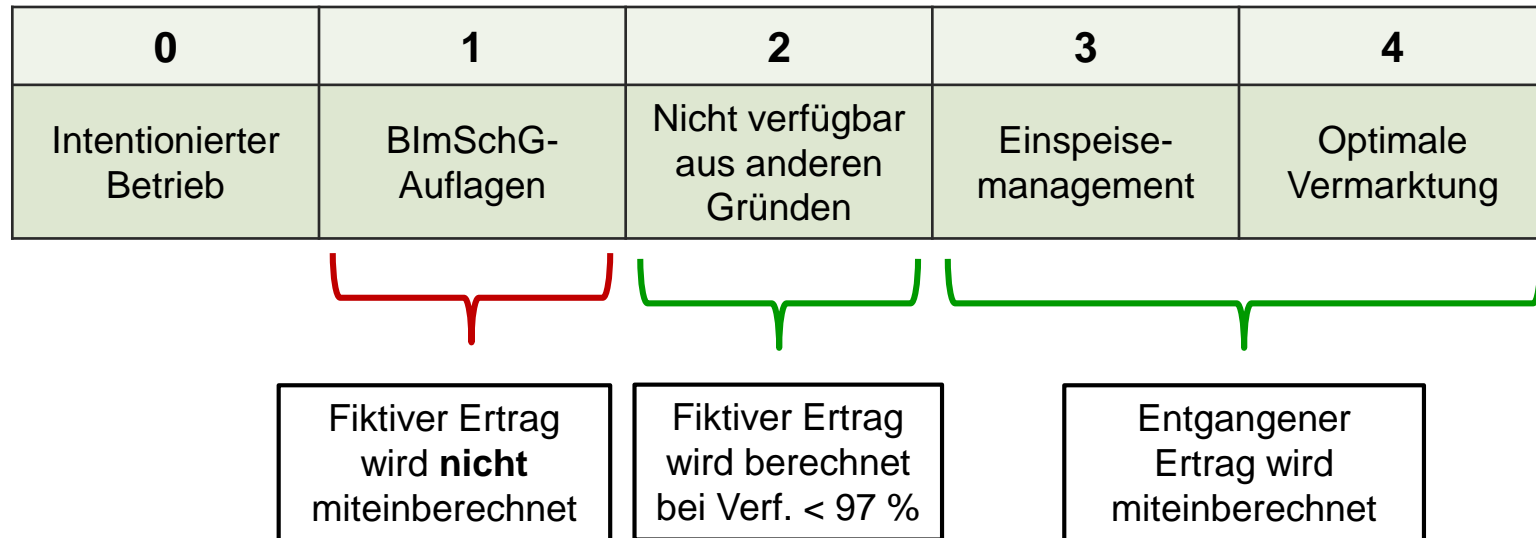 0
1
2
3
4
Intentionierter
Betrieb
BImSchG-
Auflagen
Nicht verfügbar
aus anderen
Gründen
Einspeise-
management
Optimale
Vermarktung
Fiktiver Ertrag
wird nicht
miteinberechnet
Fiktiver Ertrag
wird berechnet
bei Verf. < 97 %
Entgangener
Ertrag wird
miteinberechnet